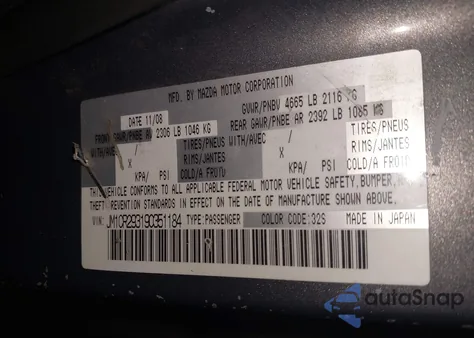 MFD. BY MAZDA MOTOR CORPORATION
DATE 11/08
GVWR/PNBV 4665 LB 2116 KG
FRONT GAWR/PNBE AR 2306 LB 1046 KG
REAR GAWR/PNBE AR 2392 LB 1085 KG
WITH/AVEC / TIRES/PNEUS WITH/AVEC / TIRES/PNEUS
X RIMS/JANTES X RIMS/JANTES
KPA/ PSI COLD/A FROID KPA/ PSI COLD/A FROID
THIS VEHICLE CONFORMS TO ALL APPLICABLE FEDERAL MOTOR VEHICLE SAFETY, BUMPER,
THEFT PREVENTION STANDARDS IN EFFECT ON THE DATE OF MANUFACTURE SHOWN ABOVE.
VIN: JM1CR293190351184 TYPE:PASSENGER COLOR CODE:32S MADE IN JAPAN
autoSnap